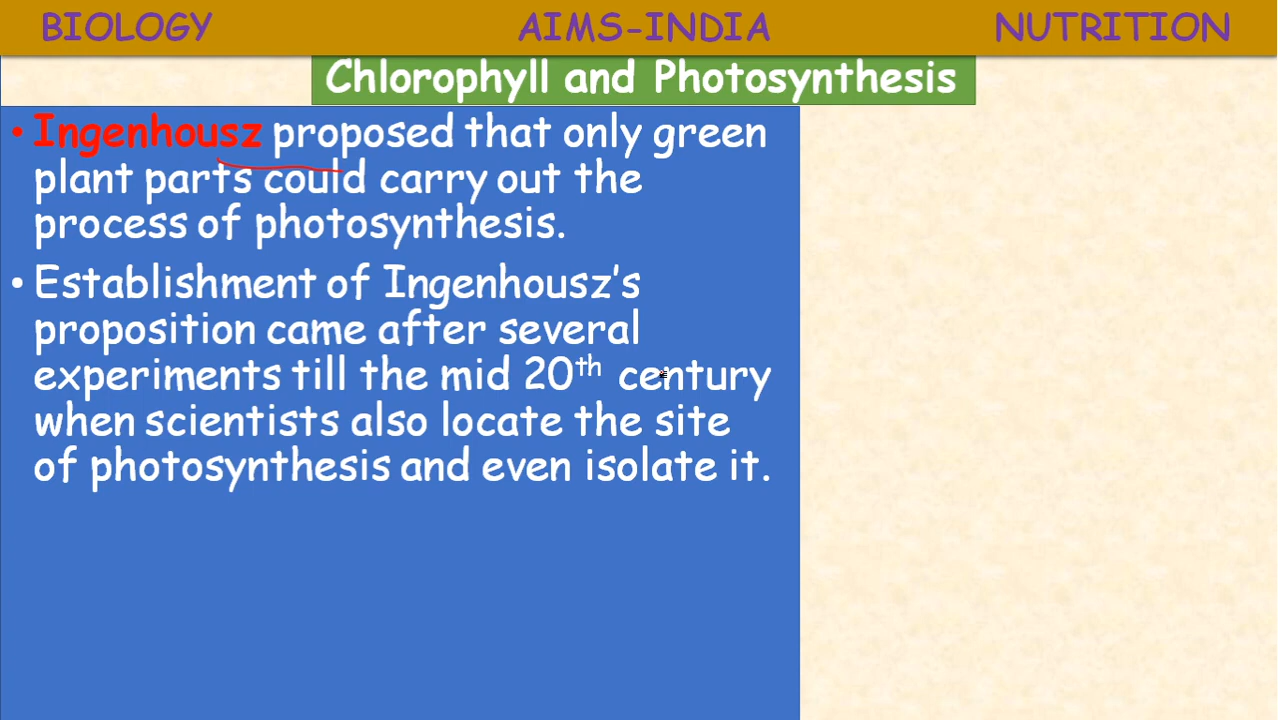 BIOLOGY AIMS-INDIA NUTRITION
Chlorophyll and Photosynthesis
• Ingenhousz proposed that only green
plant parts could carry out the
process of photosynthesis.
• Establishment of Ingenhousz’s
proposition came after several
experiments till the mid 20th century
when scientists also locate the site
of photosynthesis and even isolate it.